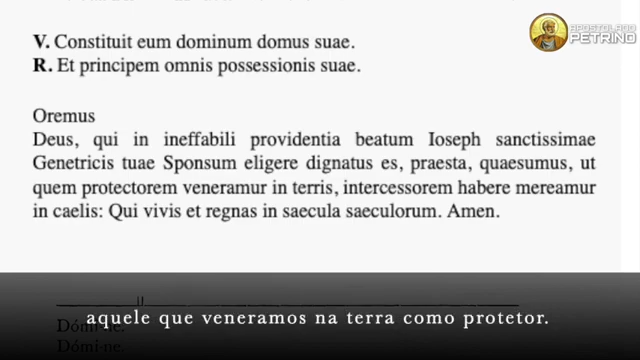 APOSTOLADO
PETRINO
V. Constituit eum dominum domus suae.
R. Et principem omnis possessionis suae.
Oremus
Deus, qui in ineffabili providentia beatum Ioseph sanctissimae
Genetricis tuae Sponsum eligere dignatus es, praesta, quaesumus, ut
quem protectorem veneramur in terris, intercessorem habere mereamur
in caelis: Qui vivis et regnas in saecula saeculorum. Amen.
aquele que veneramos na terra como protetor.
Dómi-ne.
Dómi-ne.